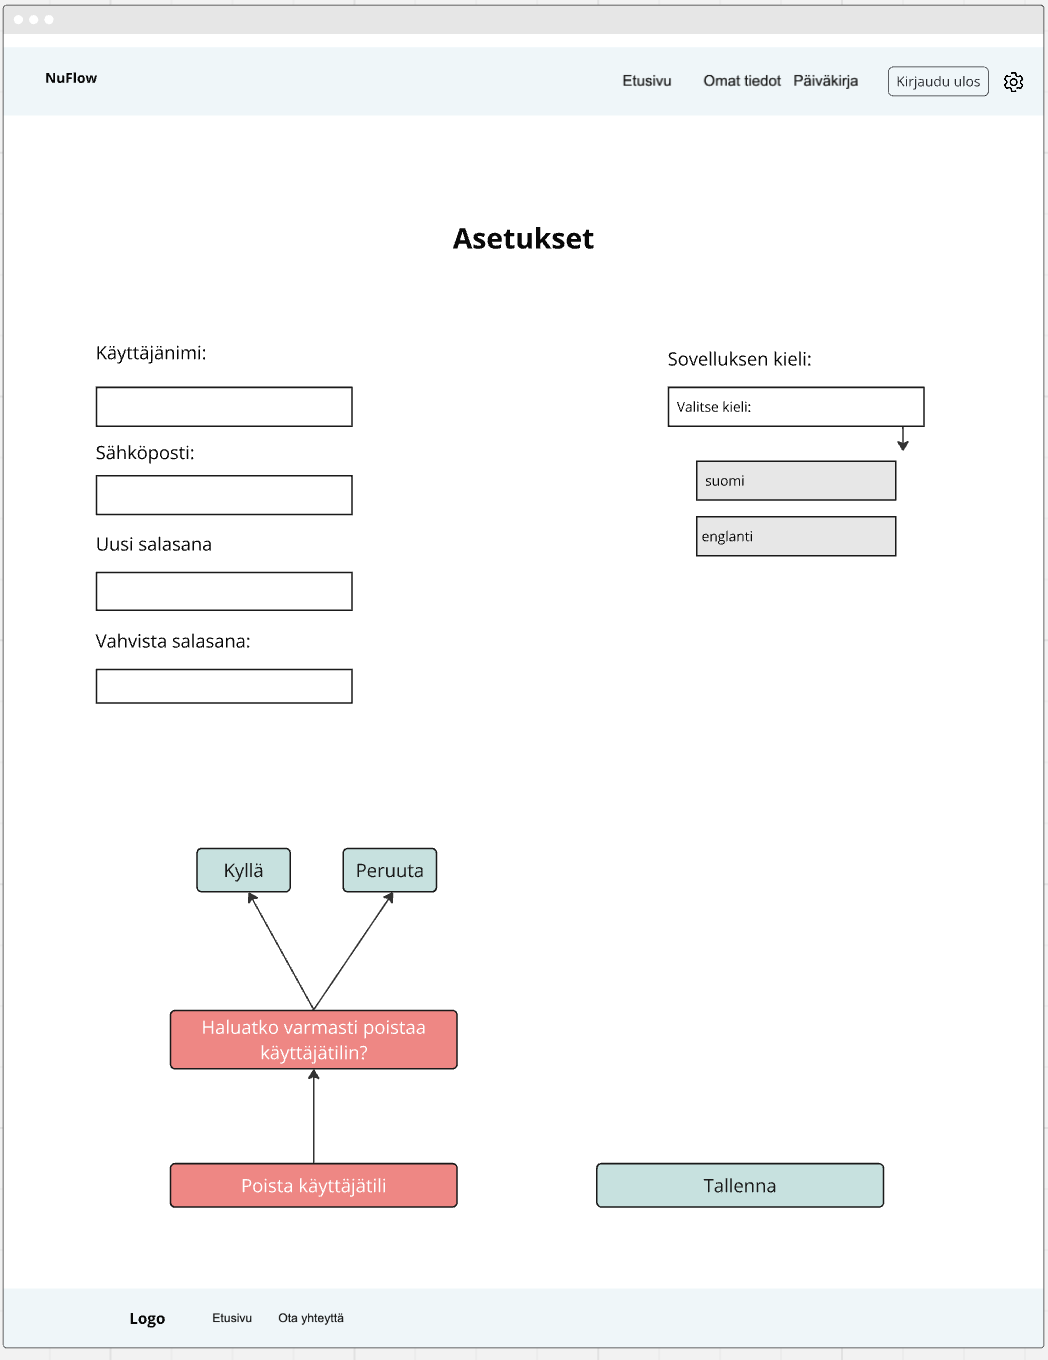 NuFlow
Etusivu
Omat tiedot
Päiväkirja
Kirjaudu ulos
Asetukset
Käyttäjänimi:
Sähköposti:
Uusi salasana
Vahvista salasana:
Sovelluksen kieli:
Valitse kieli:
suomi
englanti
Kyllä
Peruuta
Haluatko varmasti poistaa
käyttäjätilin?
Poista käyttäjätili
Tallenna
Logo
Etusivu
Ota yhteyttä